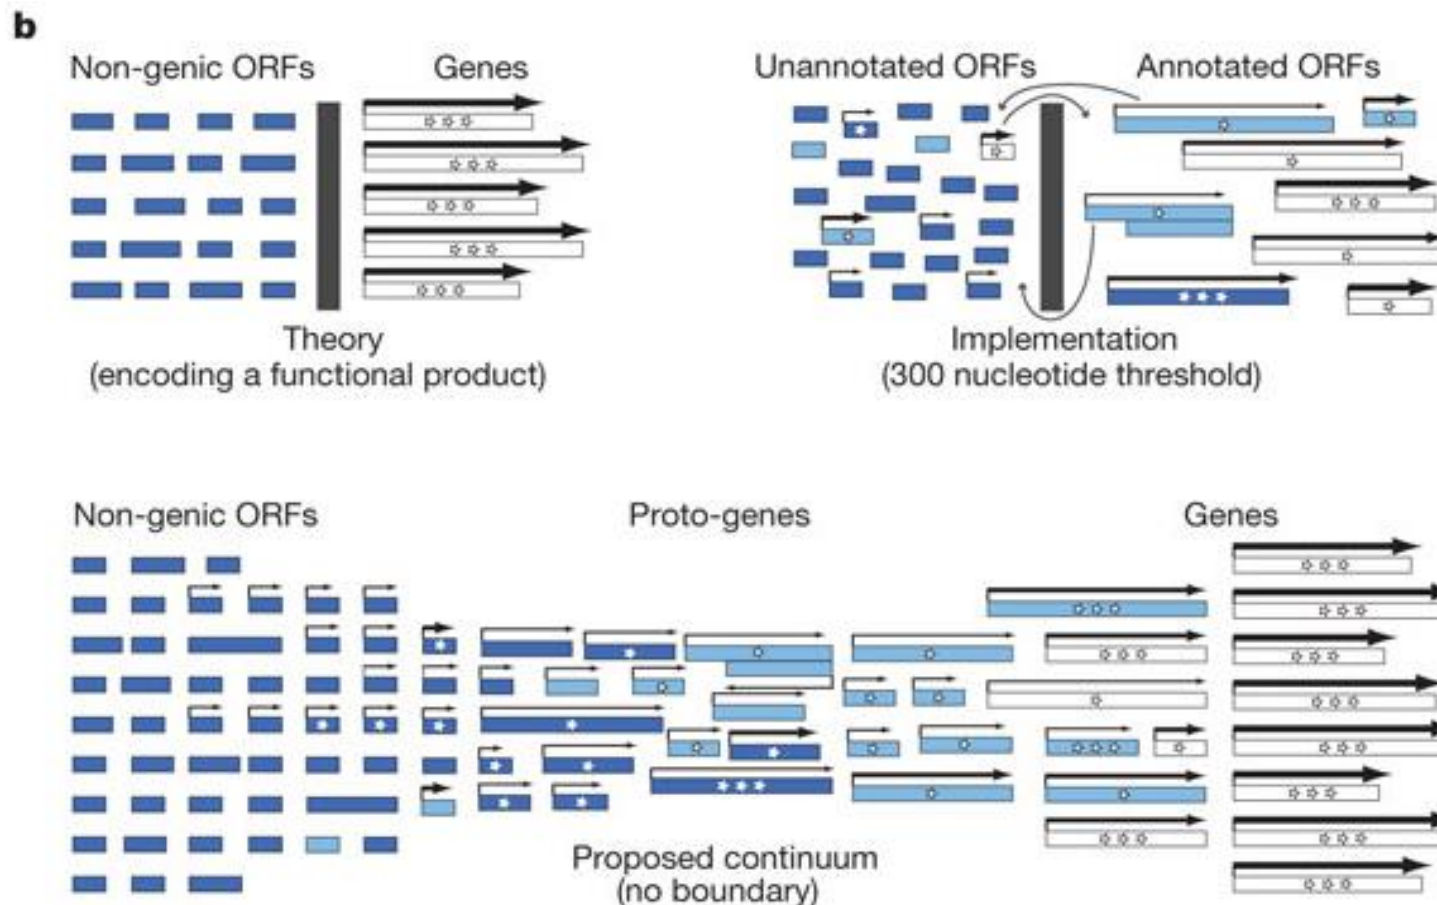 b
Non-genic ORFs
Genes
Theory
(encoding a functional product)
Unannotated ORFs
Annotated ORFs
Implementation
(300 nucleotide threshold)
Non-genic ORFs
Proto-genes
Genes
Proposed continuum
(no boundary)